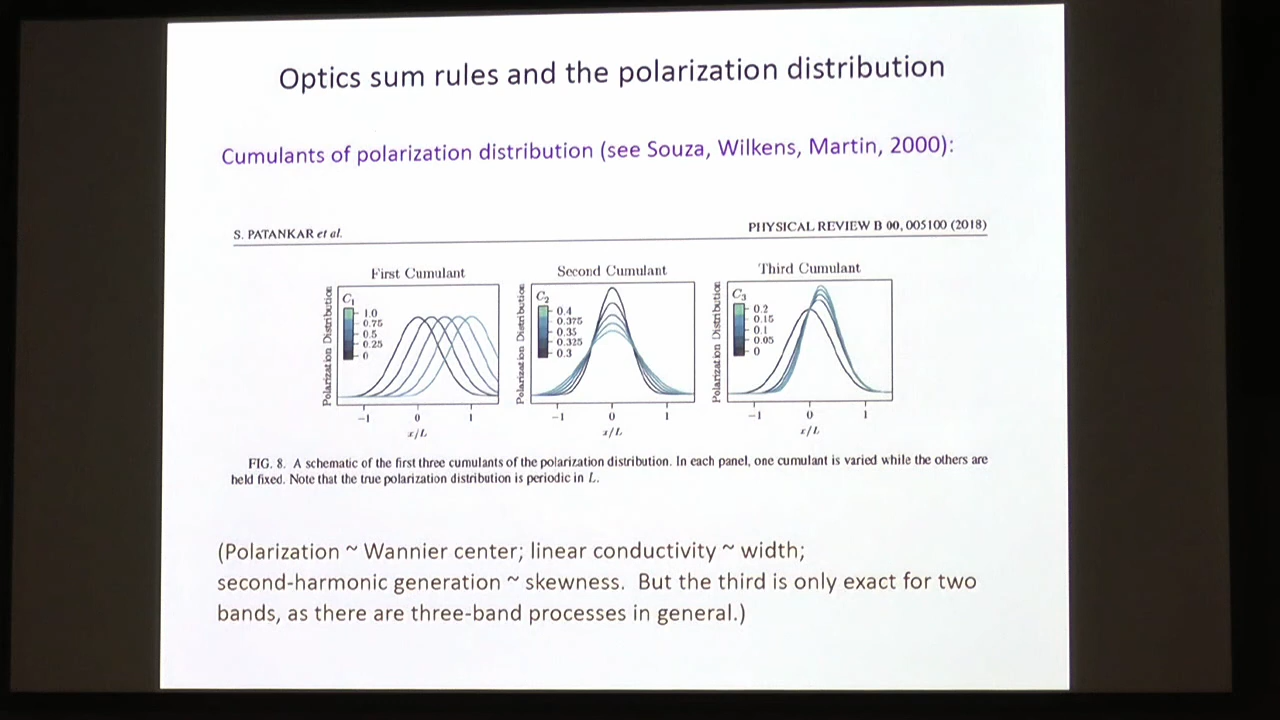 Optics sum rules and the polarization distribution
Cumulants of polarization distribution (see Souza, Wilkens, Martin, 2000):
S. PATANKAR et al.
PHYSICAL REVIEW B 00, 005100 (2018)
First Cumulant
Second Cumulant
Third Cumulant
Polarization Distribution
C₁
1.0
0.75
0.5
0.25
0
-1 0 1
x/L
Polarization Distribution
C₂
0.4
0.375
0.35
0.325
0.3
-1 0 1
x/L
Polarization Distribution
C₃
0.2
0.15
0.1
0.05
0
-1 0 1
x/L
FIG. 8. A schematic of the first three cumulants of the polarization distribution. In each panel, one cumulant is varied while the others are
held fixed. Note that the true polarization distribution is periodic in L.
(Polarization ~ Wannier center; linear conductivity ~ width;
second-harmonic generation ~ skewness. But the third is only exact for two
bands, as there are three-band processes in general.)